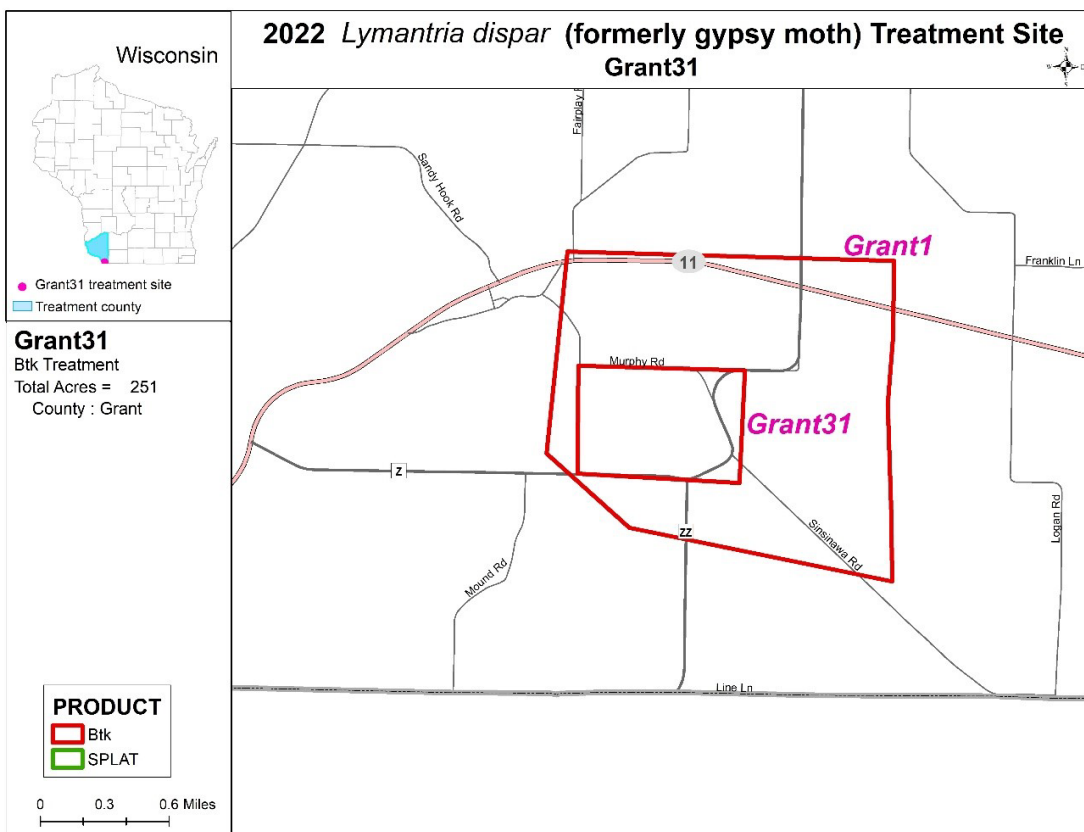 2022 Lymantria dispar (formerly gypsy moth) Treatment Site
Grant31
N
W
S
Wisconsin
Grant31 treatment site
Treatment county
Grant31
Btk Treatment
Total Acres = 251
County : Grant
PRODUCT
Btk
SPLAT
0 0.3 0.6 Miles
Sandy Hook Rd
Fairplay
Grant1
11
Franklin Ln
Murphy Rd
Grant31
Z
ZZ
Mound Rd
Sinsinawa Rd
Logan Rd
Line Ln